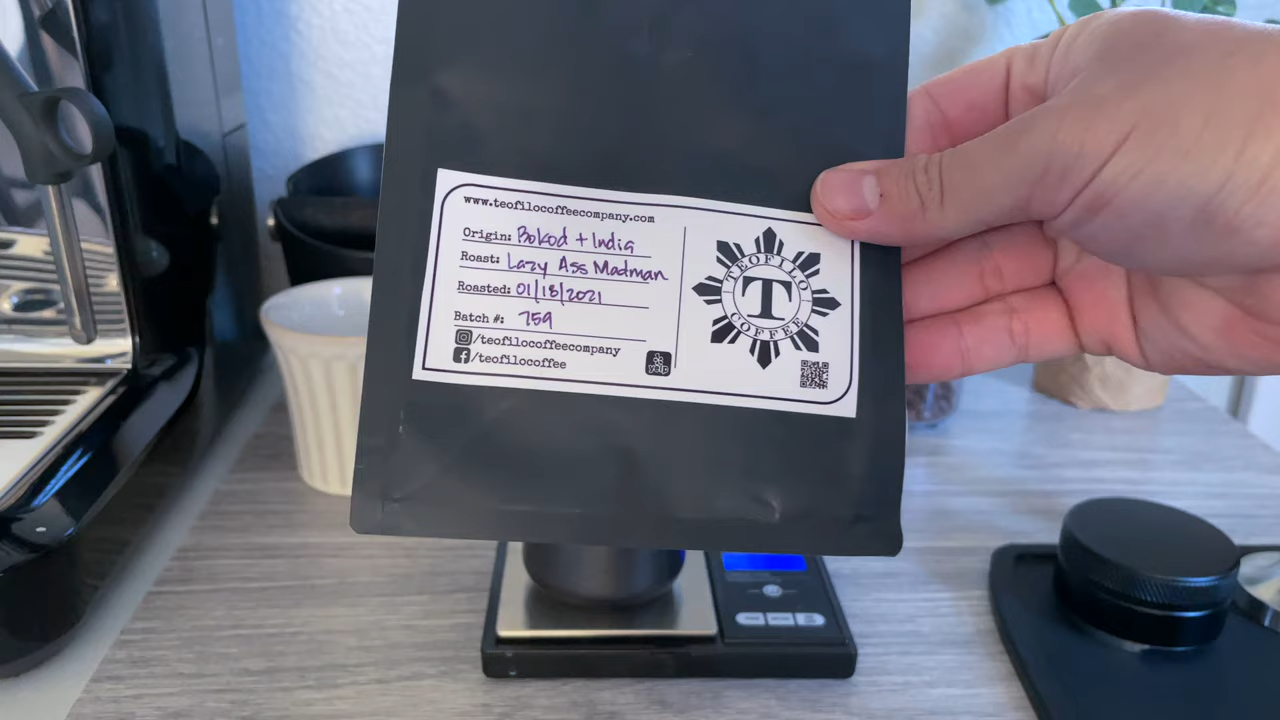 www.teofilocoffeecompany.com
Origin: Bokod + India
Roast: Lazy Ass Madman
Roasted: 01/18/2021
Batch #: 759
/teofilocoffeecompany
/teofilocoffee
yelp
TEOFILO
T
COFFEE